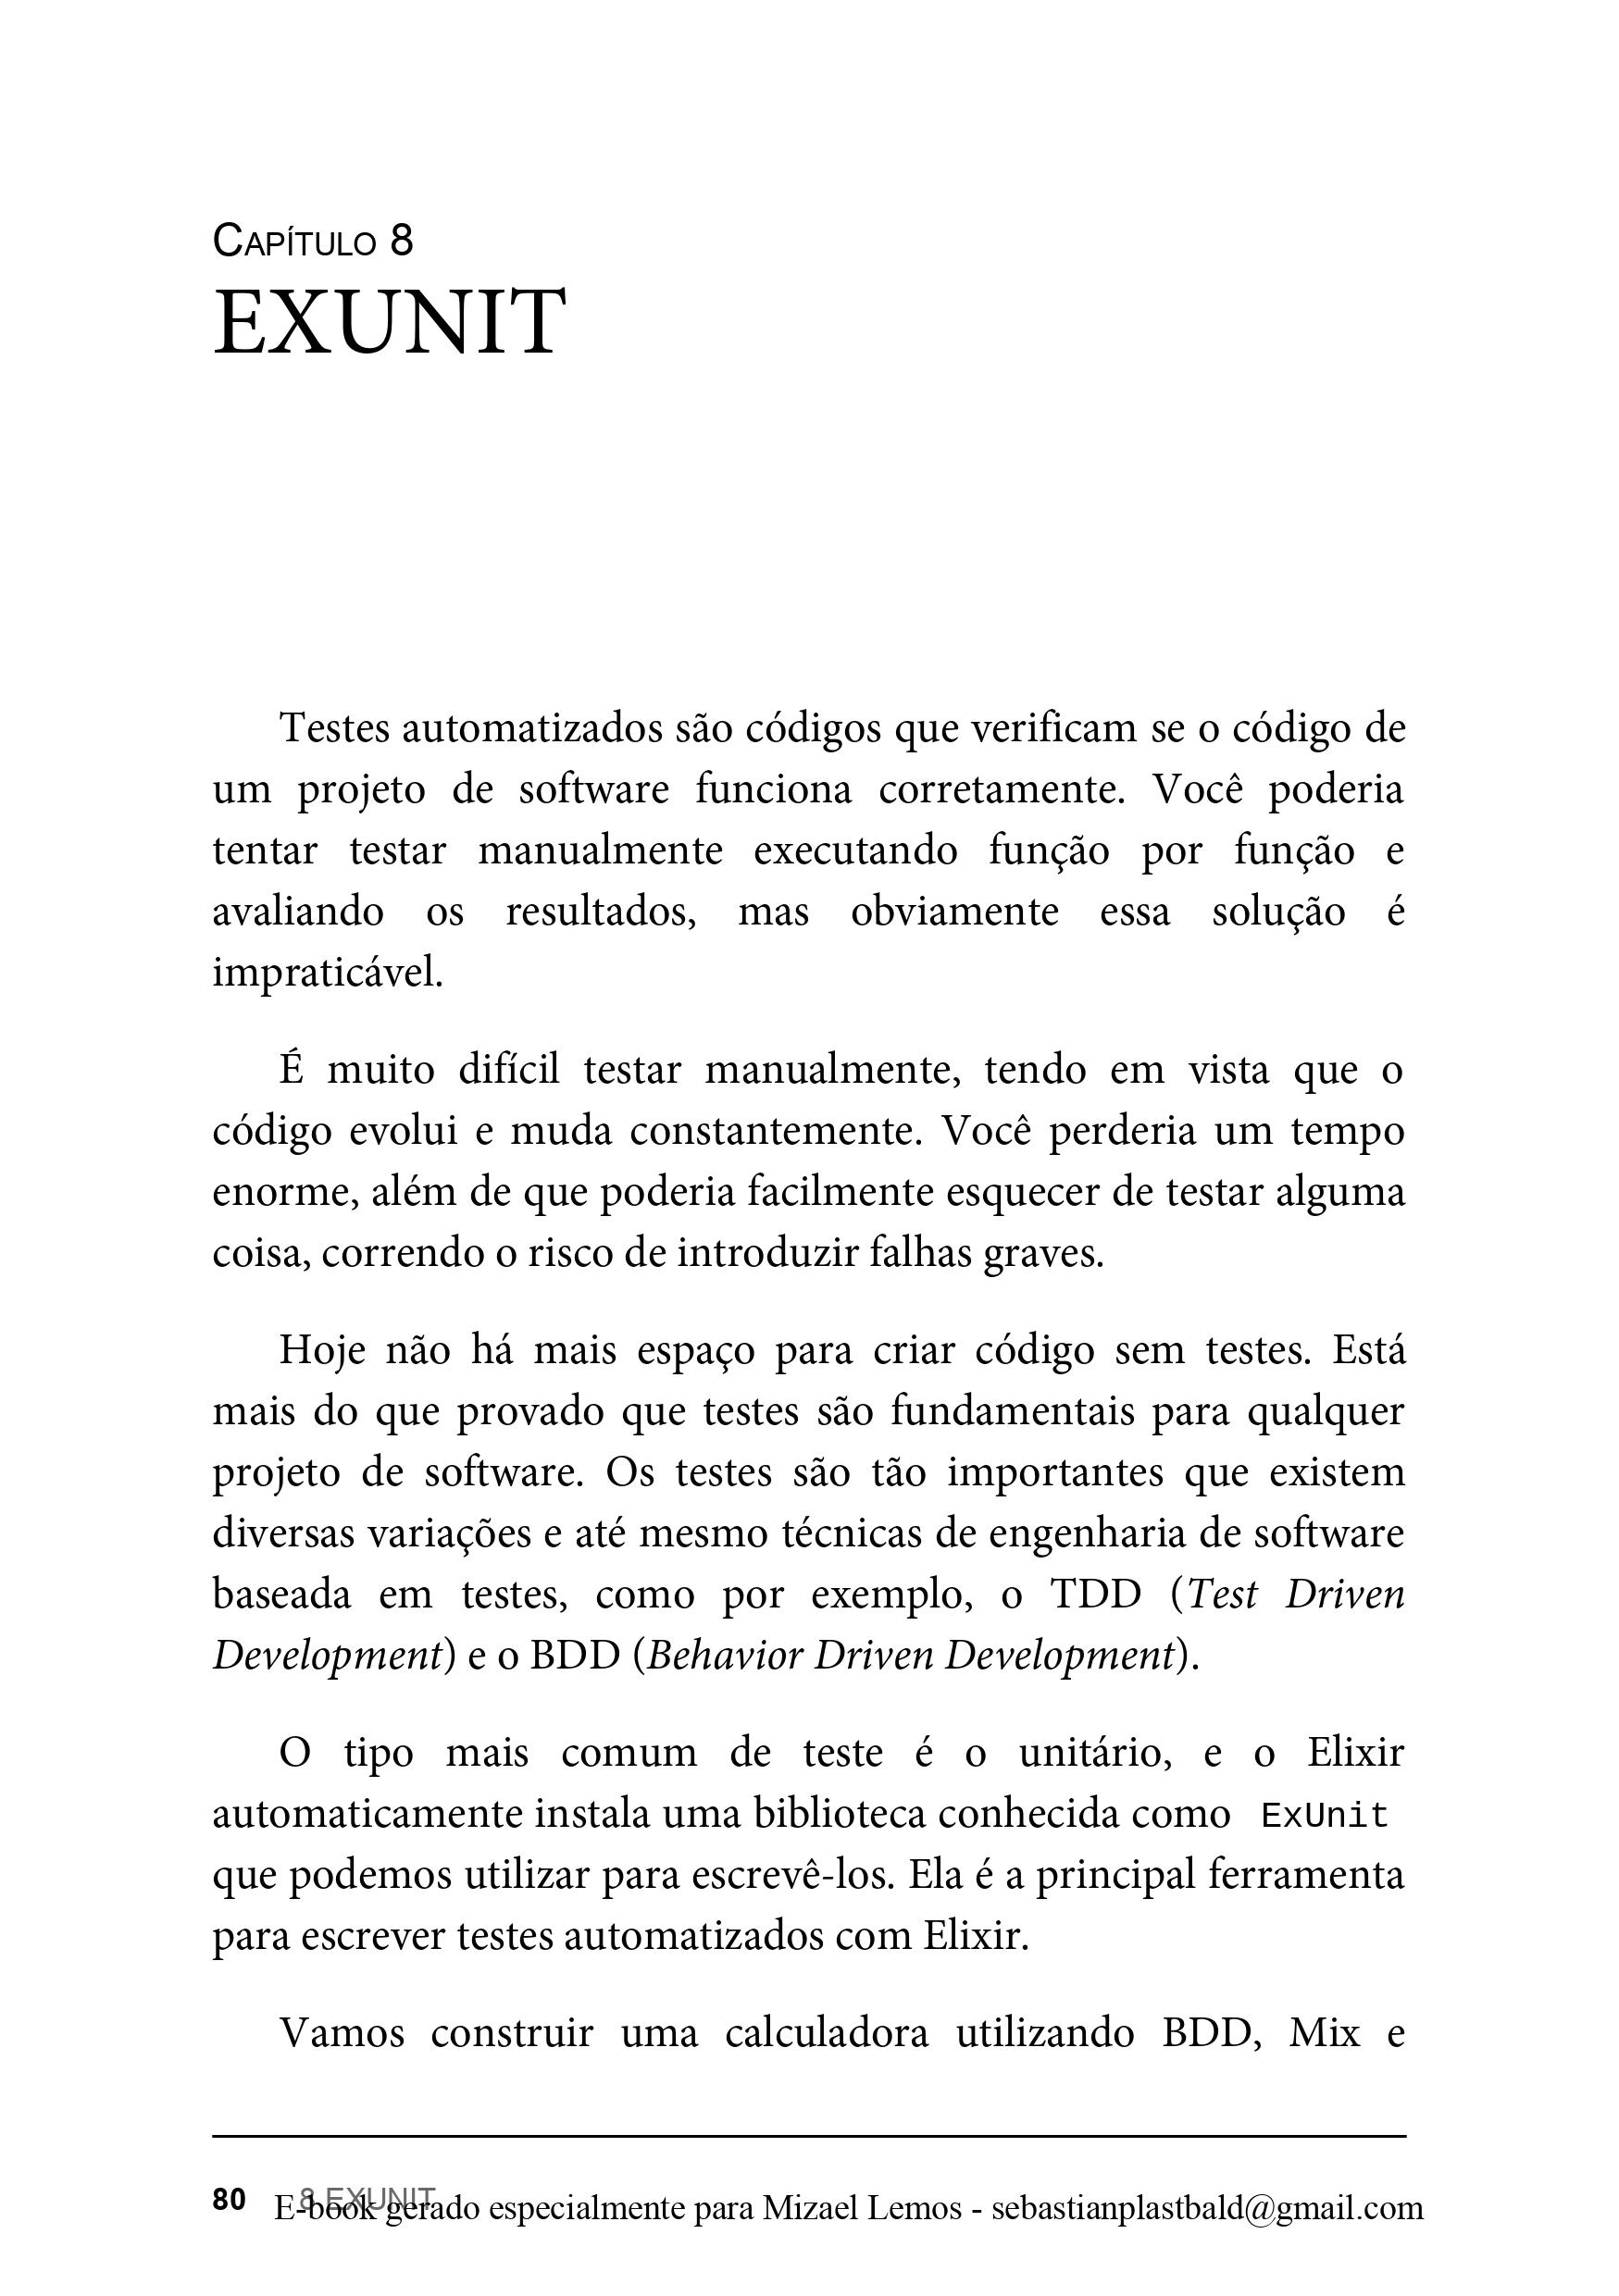 CAPÍTULO 8
EXUNIT
Testes automatizados são códigos que verificam se o código de
um projeto de software funciona corretamente. Você poderia
tentar testar manualmente executando função por função e
avaliando os resultados, mas obviamente essa solução é
impraticável.
É muito difícil testar manualmente, tendo em vista que o
código evolui e muda constantemente. Você perderia um tempo
enorme, além de que poderia facilmente esquecer de testar alguma
coisa, correndo o risco de introduzir falhas graves.
Hoje não há mais espaço para criar código sem testes. Está
mais do que provado que testes são fundamentais para qualquer
projeto de software. Os testes são tão importantes que existem
diversas variações e até mesmo técnicas de engenharia de software
baseada em testes, como por exemplo, o TDD (Test Driven
Development) e o BDD (Behavior Driven Development).
O tipo mais comum de teste é o unitário, e o Elixir
automaticamente instala uma biblioteca conhecida como ExUnit
que podemos utilizar para escrevê-los. Ela é a principal ferramenta
para escrever testes automatizados com Elixir.
Vamos construir uma calculadora utilizando BDD, Mix e
80 8 EXUNIT
E-book gerado especialmente para Mizael Lemos - sebastianplastbald@gmail.com